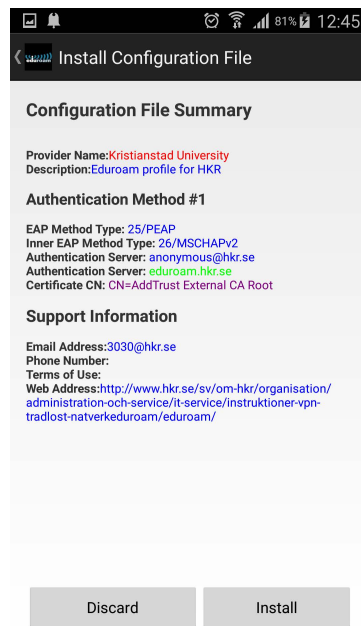 81% 12:45
eduroam
Install Configuration File
Configuration File Summary
Provider Name:Kristianstad University
Description:Eduroam profile for HKR
Authentication Method #1
EAP Method Type: 25/PEAP
Inner EAP Method Type: 26/MSCHAPv2
Authentication Server: anonymous@hkr.se
Authentication Server: eduroam.hkr.se
Certificate CN: CN=AddTrust External CA Root
Support Information
Email Address:3030@hkr.se
Phone Number:
Terms of Use:
Web Address:http://www.hkr.se/sv/om-hkr/organisation/
administration-och-service/it-service/instruktioner-vpn-
tradlost-natverkeduroam/eduroam/
Discard Install